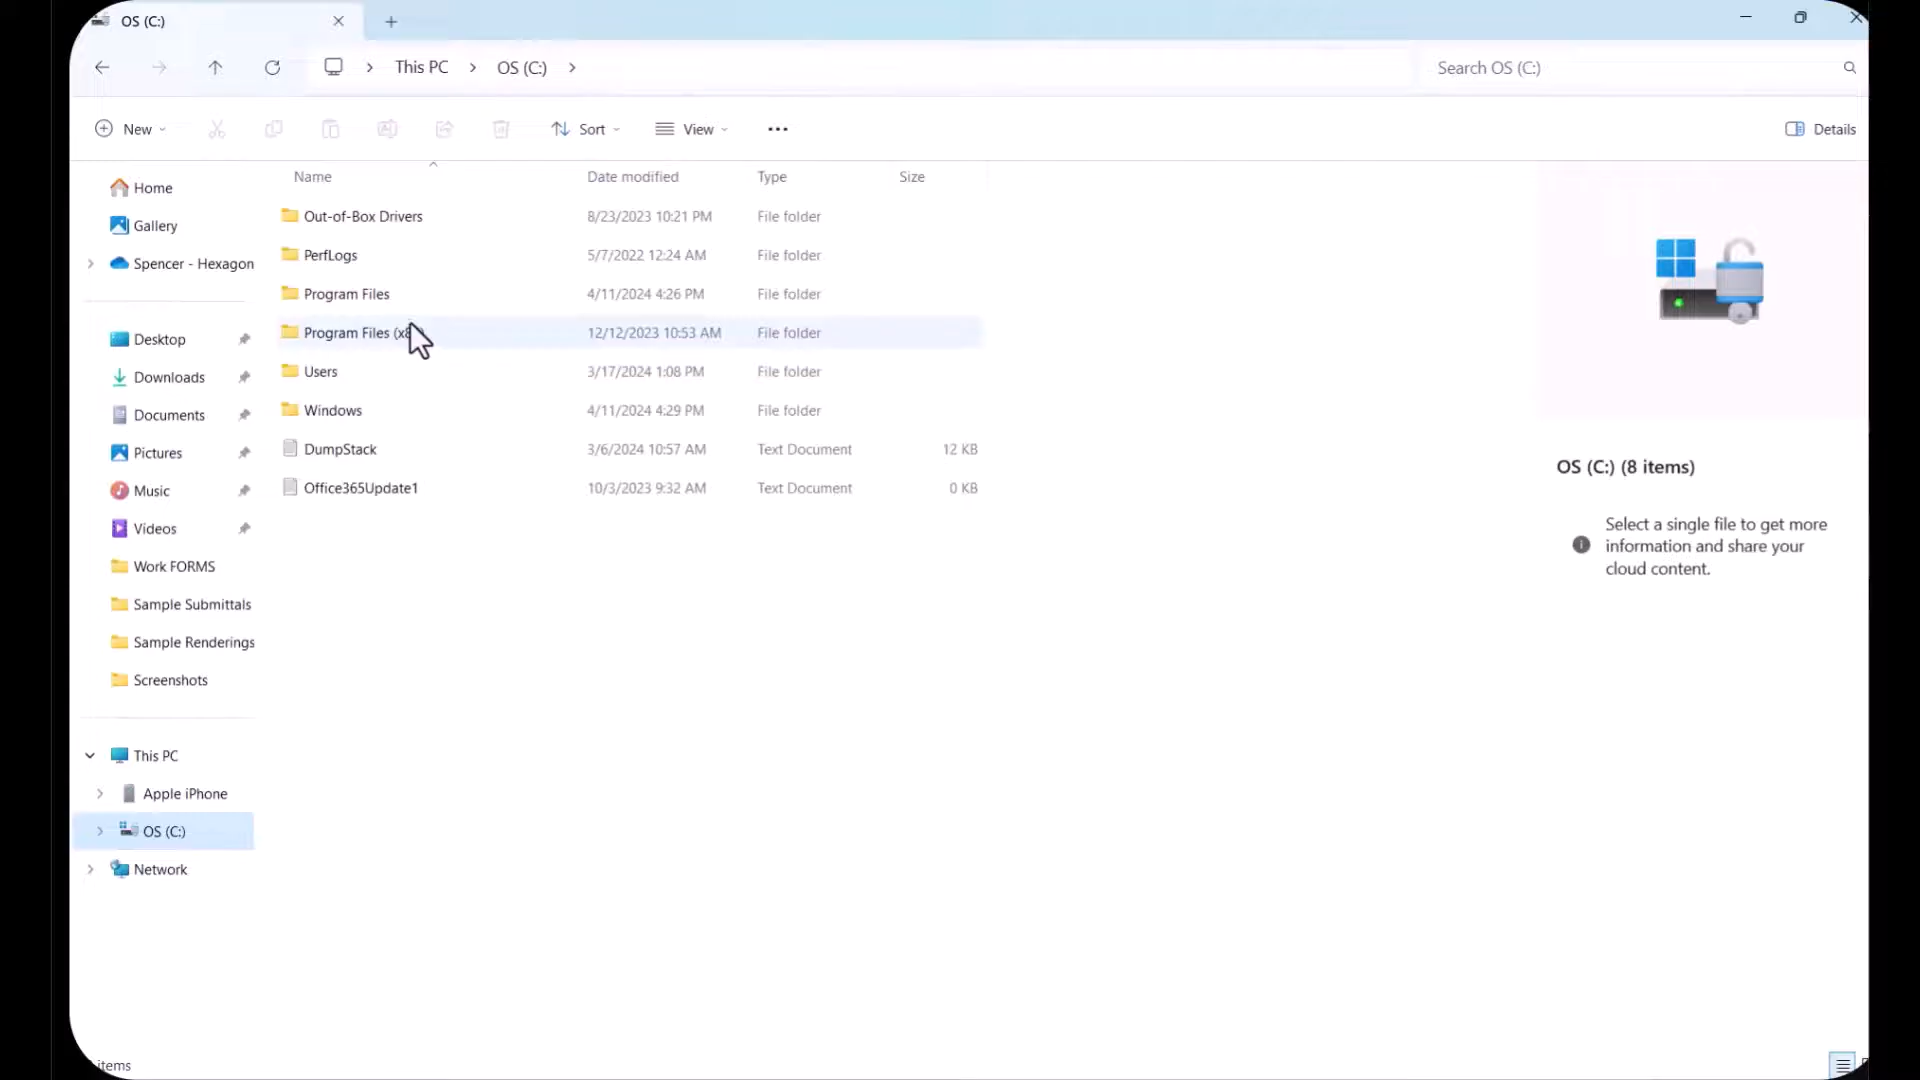 OS (C:)
This PC
OS (C:)
Search OS (C:)
New
Sort
View
Details
Name Date modified Type Size
Home
Gallery
Spencer - Hexagon
Desktop
Downloads
Documents
Pictures
Music
Videos
Work FORMS
Sample Submittals
Sample Renderings
Screenshots
This PC
Apple iPhone
OS (C:)
Network
Out-of-Box Drivers 8/23/2023 10:21 PM File folder
PerfLogs 5/7/2022 12:24 AM File folder
Program Files 4/11/2024 4:26 PM File folder
Program Files 12/12/2023 10:53 AM File folder
Users 3/17/2024 1:08 PM File folder
Windows 4/11/2024 4:29 PM File folder
DumpStack 3/6/2024 10:57 AM Text Document 12 KB
Office365Update1 10/3/2023 9:32 AM Text Document 0 KB
OS (C:) (8 items)
Select a single file to get more
information and share your
cloud content.
items